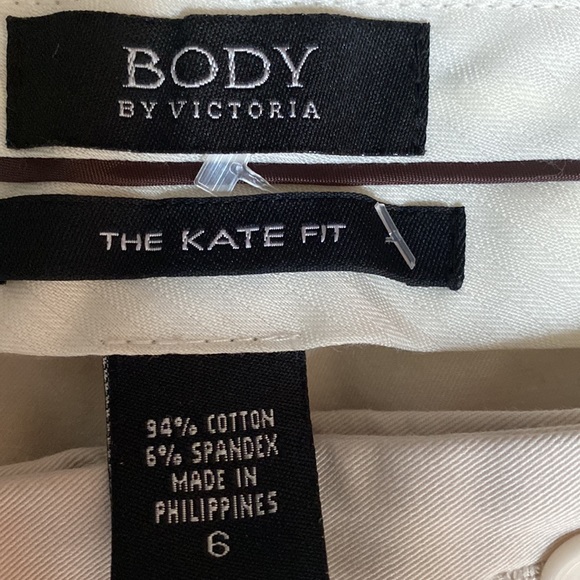 BODY
BY VICTORIA
THE KATE FIT
94% COTTON
6% SPANDEX
MADE IN
PHILIPPINES
6